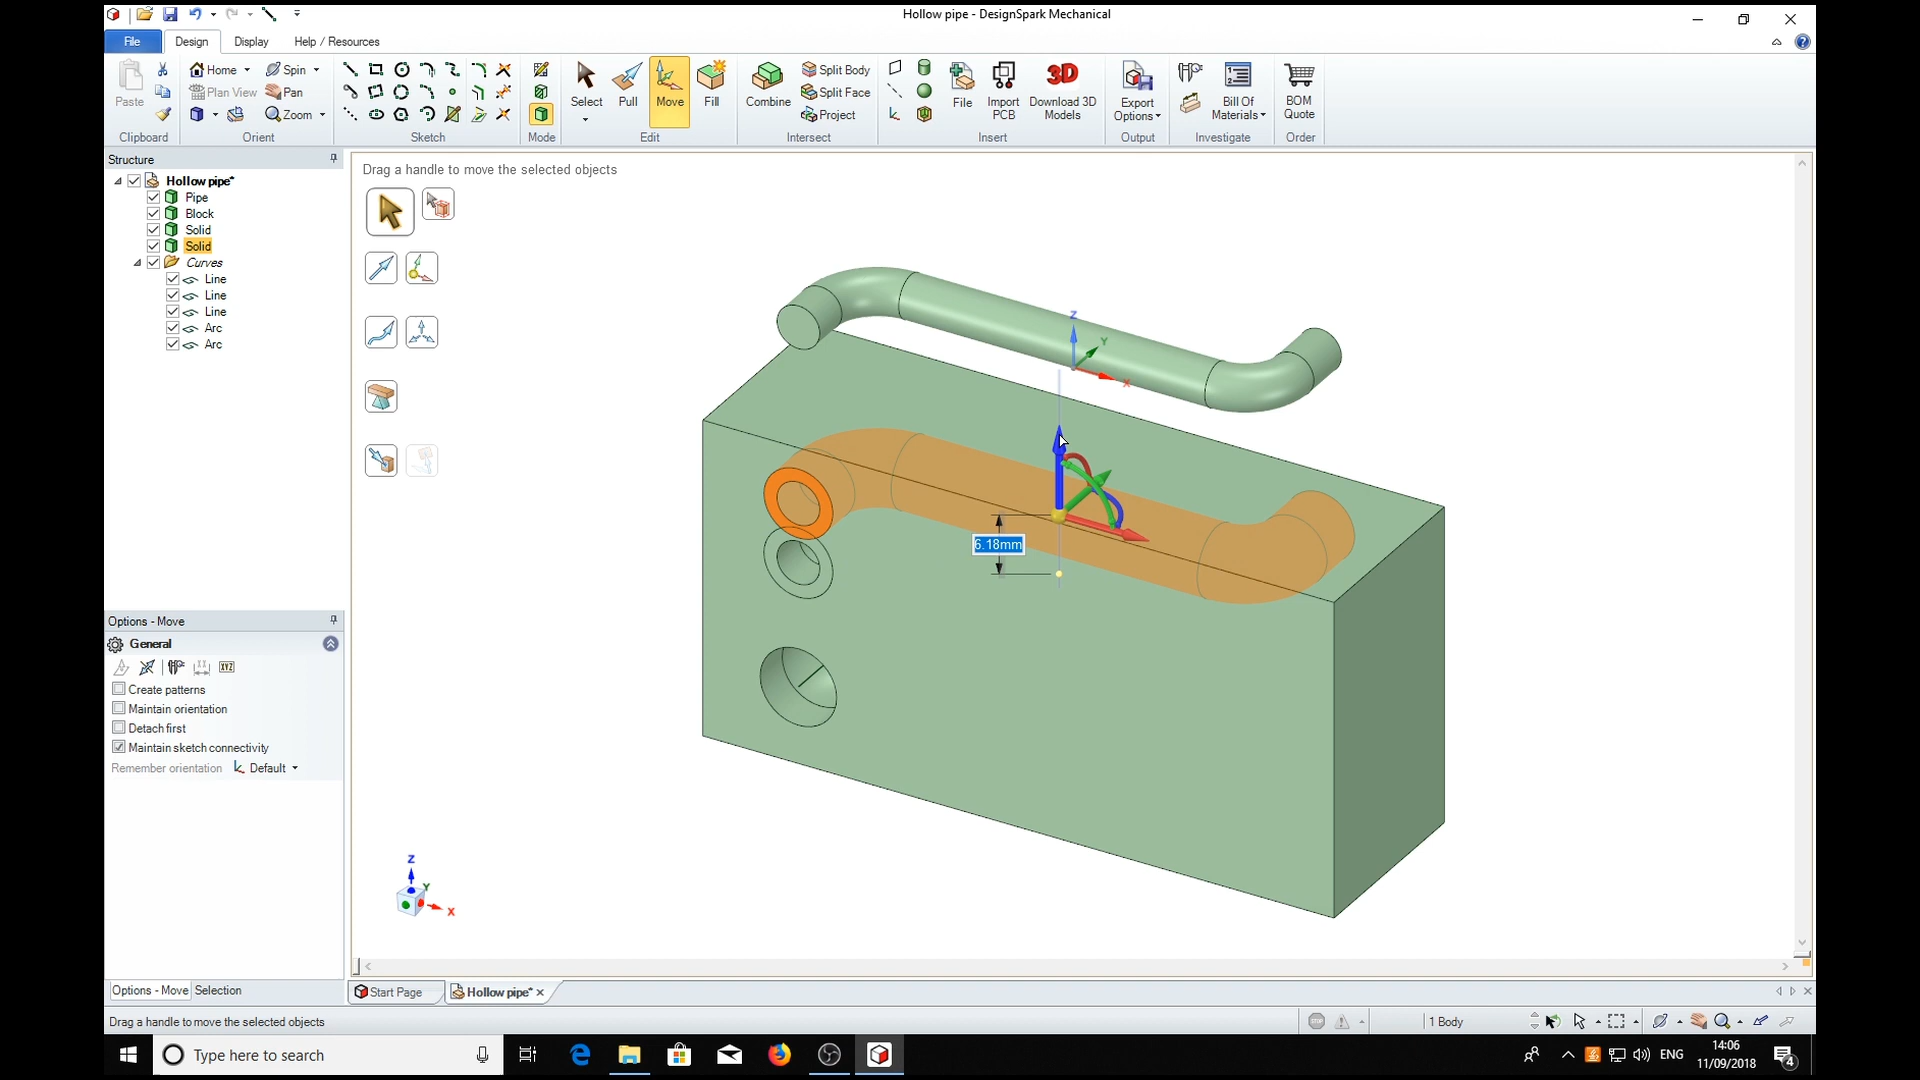 Hollow pipe - DesignSpark Mechanical
File
Design
Display
Help / Resources
Paste
Clipboard
Home
Spin
Plan View
Pan
Zoom
Orient
Sketch
Mode
Select
Pull
Move
Fill
Edit
Combine
Split Body
Split Face
Project
Intersect
File
Import PCB
Download 3D Models
Insert
Export Options
Output
Bill Of Materials
Investigate
BOM Quote
Order
Structure
Hollow pipe*
Pipe
Block
Solid
Solid
Curves
Line
Line
Line
Arc
Arc
Drag a handle to move the selected objects
Z
Y
X
6.18mm
Options - Move
General
Create patterns
Maintain orientation
Detach first
Maintain sketch connectivity
Remember orientation
Default
Z
Y
X
Options - Move
Selection
Start Page
Hollow pipe*
Drag a handle to move the selected objects
1 Body
Type here to search
ENG
14:06
11/09/2018
4